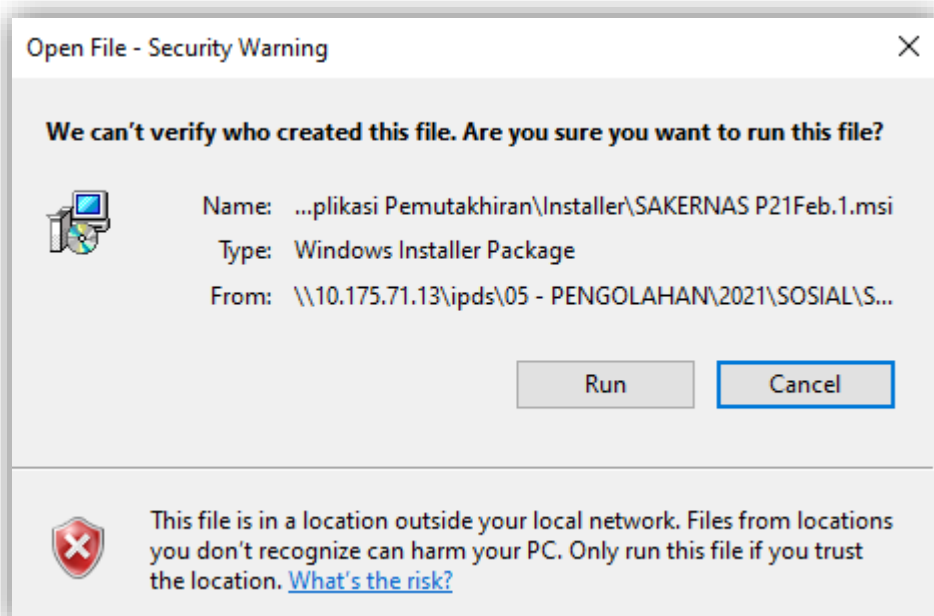 Open File - Security Warning
We can't verify who created this file. Are you sure you want to run this file?
Name: ...plikasi Pemutakhiran\Installer\SAKERNAS P21Feb.1.msi
Type: Windows Installer Package
From: \\10.175.71.13\ipds\05 - PENGOLAHAN\2021\SOSIAL\S...
Run Cancel
This file is in a location outside your local network. Files from locations
you don't recognize can harm your PC. Only run this file if you trust
the location. What's the risk?